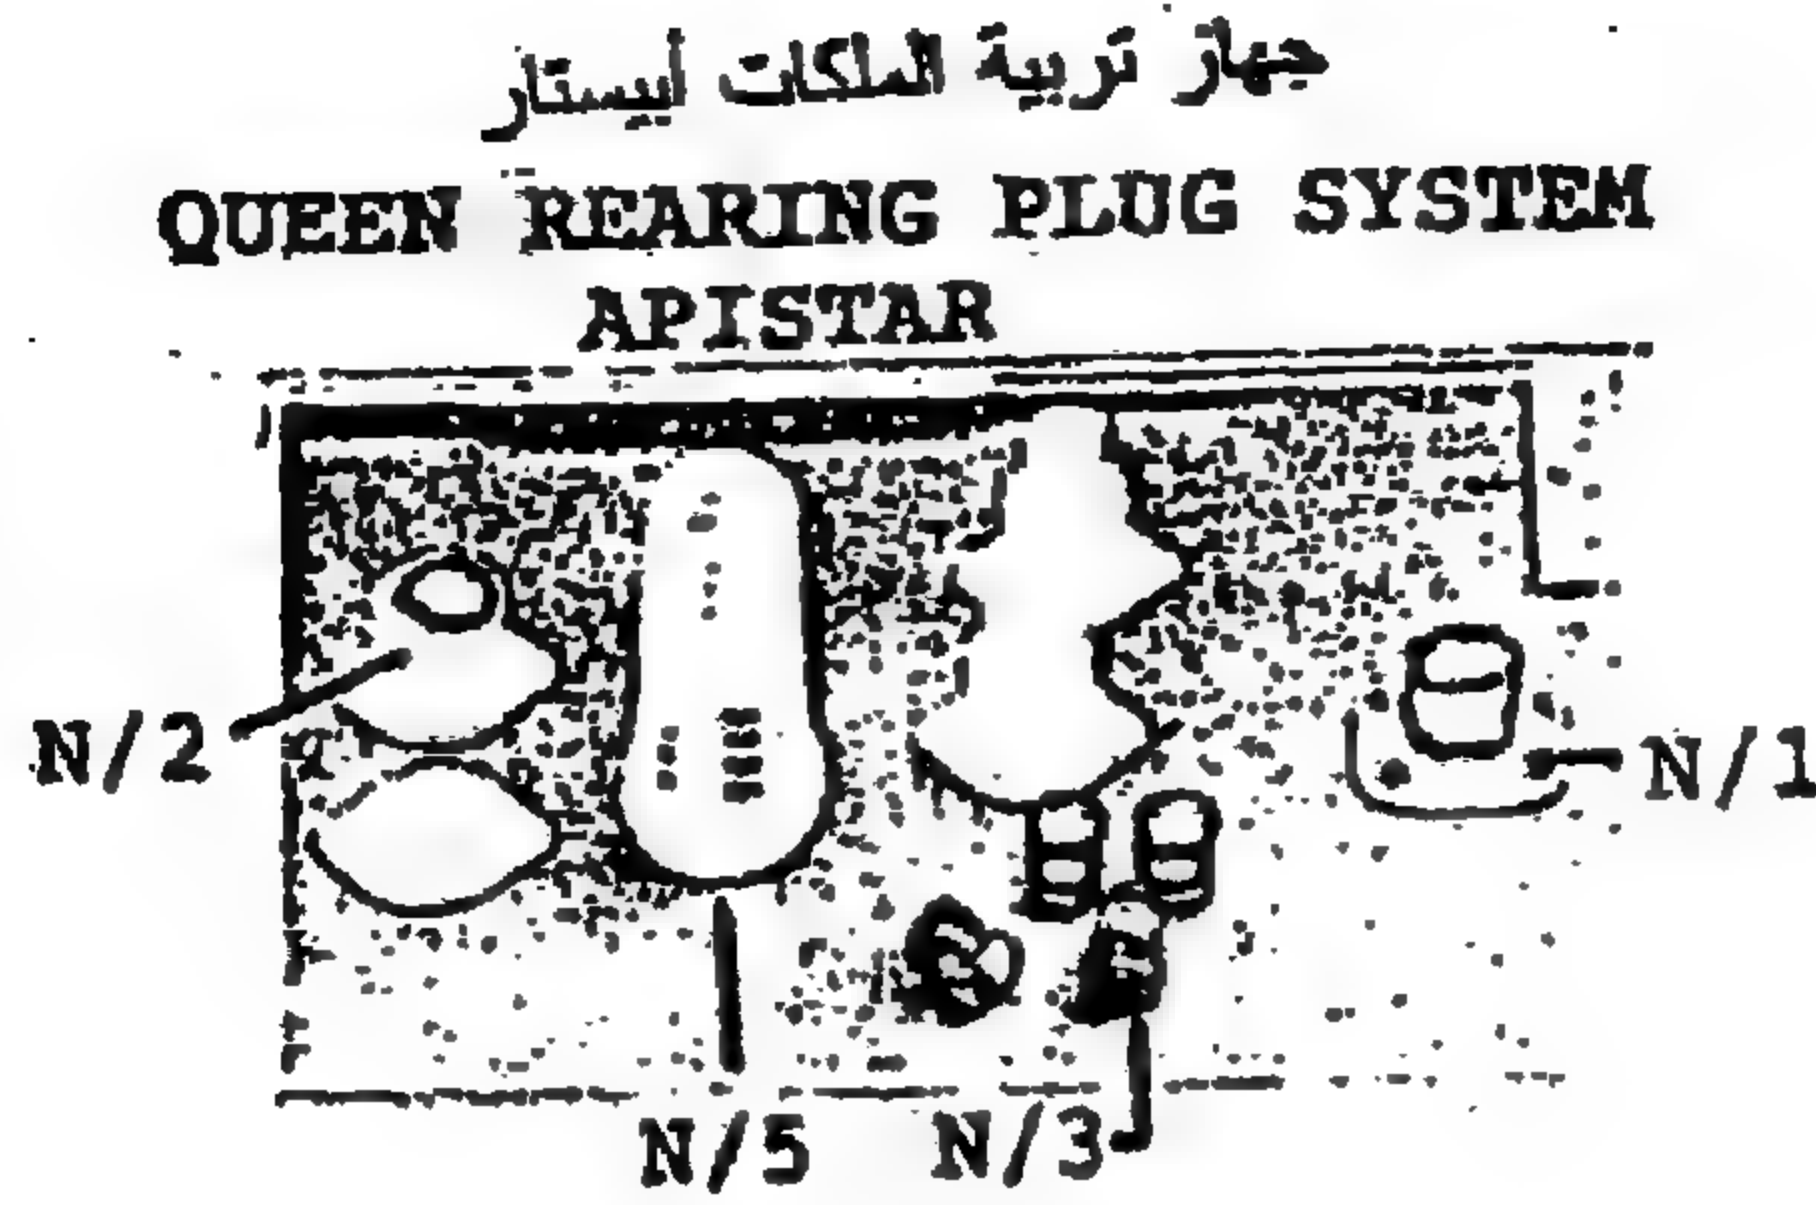 جهاز تربية الملكات أبيستار
QUEEN REARING PLUG SYSTEM
APISTAR
N/2
N/1
N/5
N/3